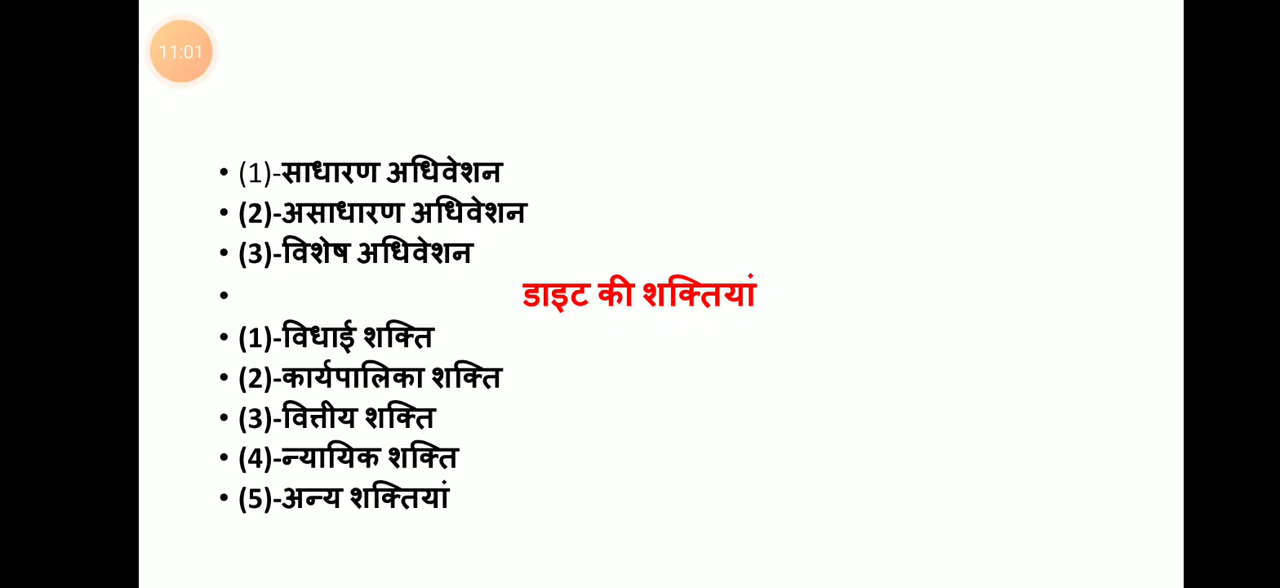 11:01
• (1)-साधारण अधिवेशन
• (2)-असाधारण अधिवेशन
• (3)-विशेष अधिवेशन
• डाइट की शक्तियां
• (1)-विधाई शक्ति
• (2)-कार्यपालिका शक्ति
• (3)-वित्तीय शक्ति
• (4)-न्यायिक शक्ति
• (5)-अन्य शक्तियां